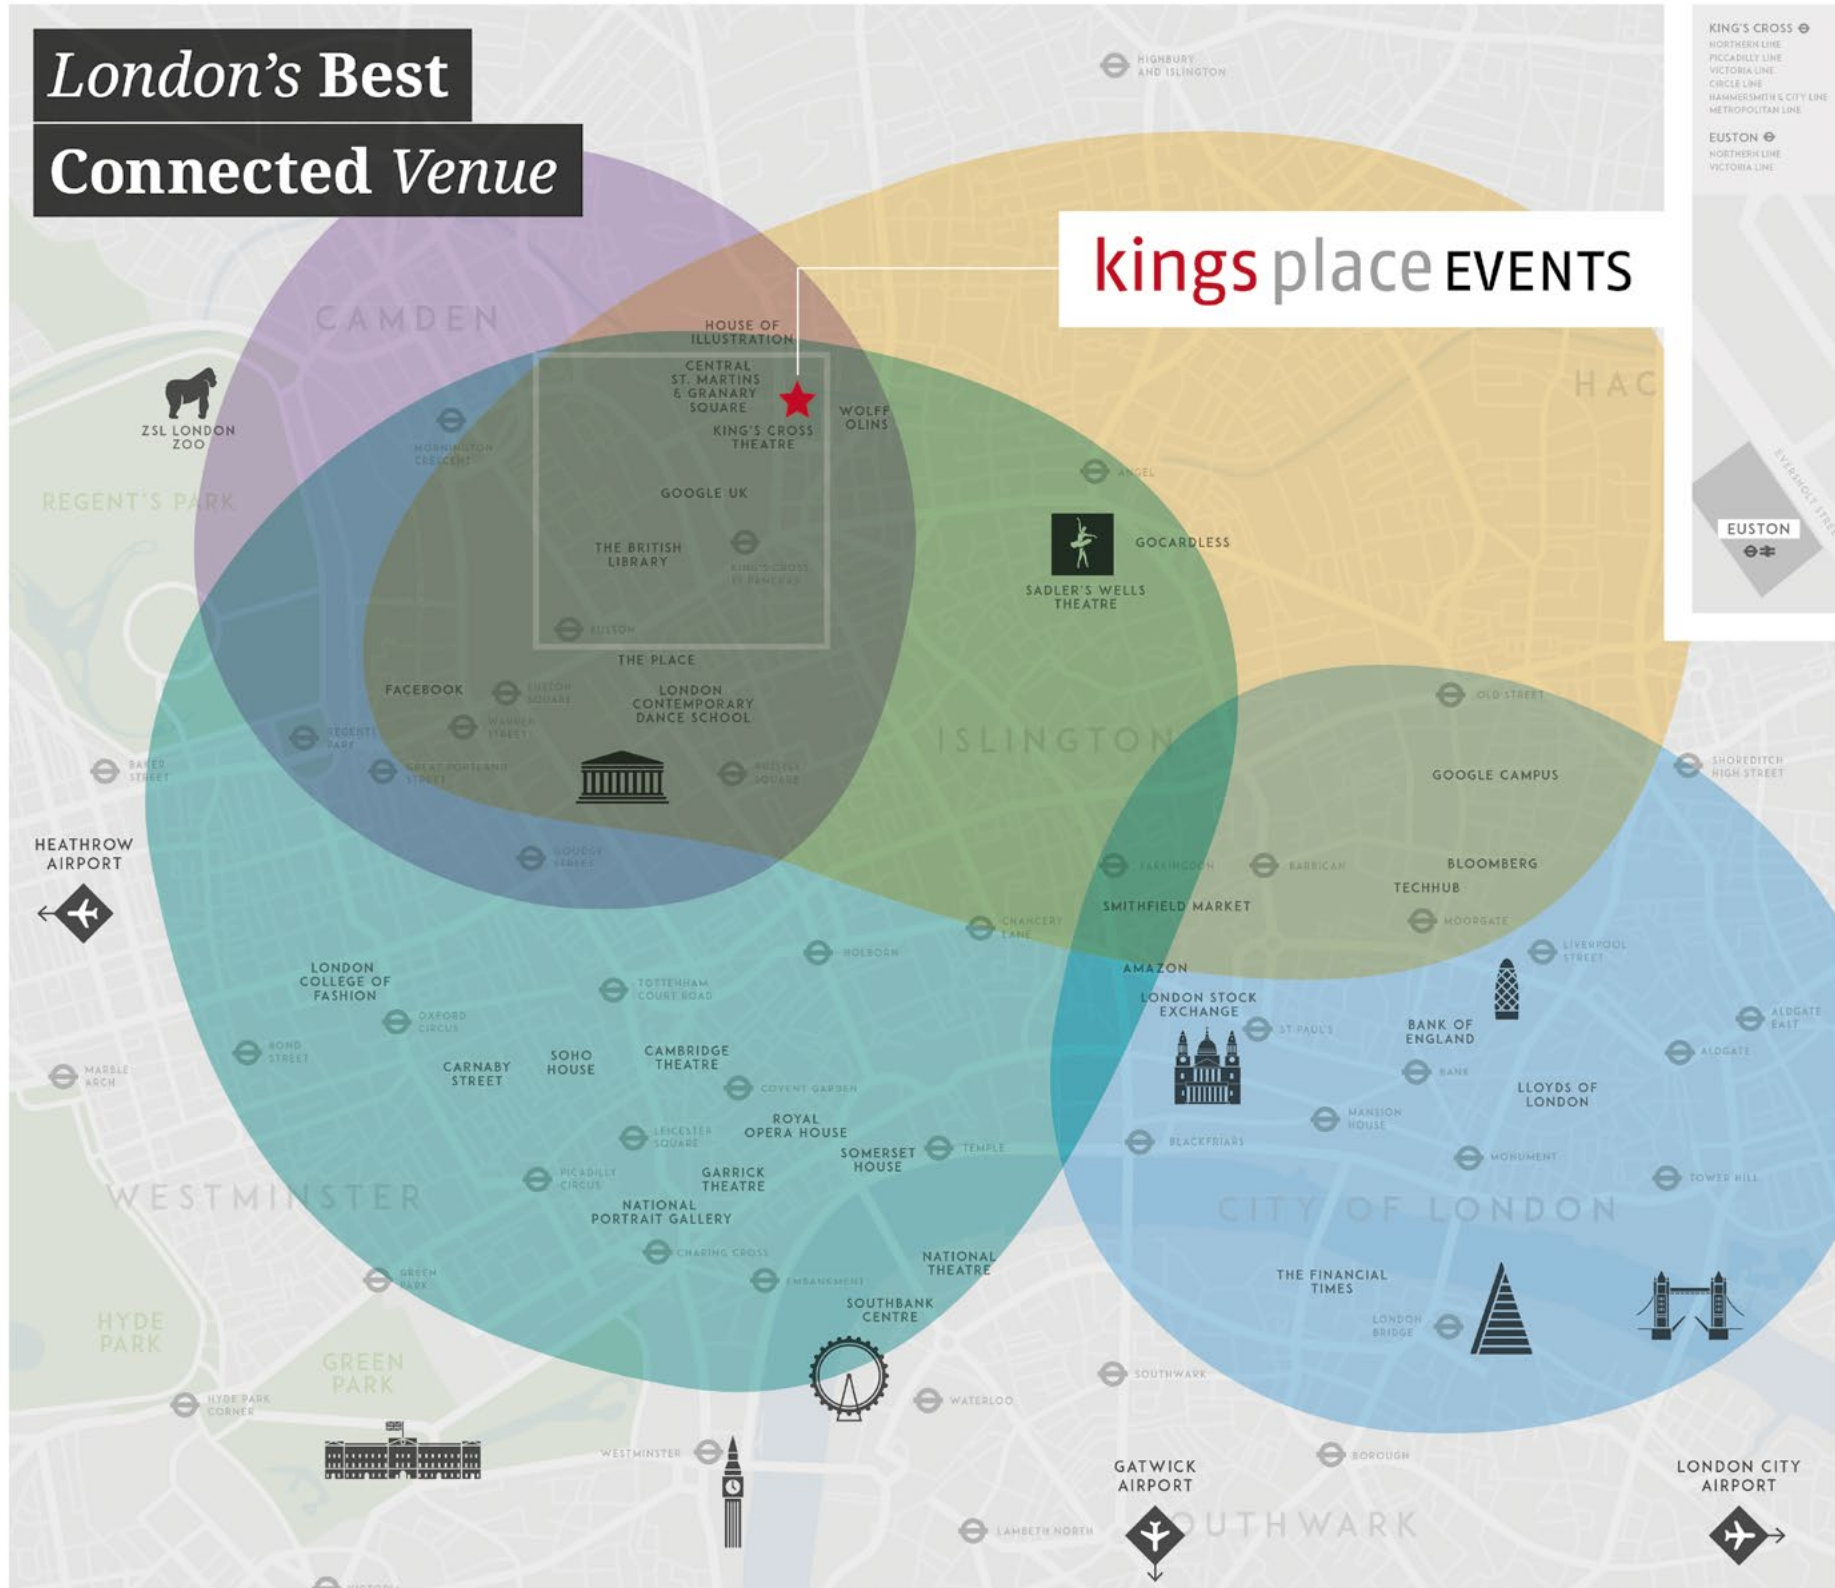 London's Best
Connected Venue
kings place EVENTS
KING'S CROSS
NORTHERN LINE
PICCADILLY LINE
VICTORIA LINE
CIRCLE LINE
HAMMERSMITH & CITY LINE
METROPOLITAN LINE
EUSTON
NORTHERN LINE
VICTORIA LINE
EUSTON
HIGHBURY
AND ISLINGTON
CAMDEN
HOUSE OF
ILLUSTRATION
CENTRAL
ST. MARTINS
& GRANARY
SQUARE
KING'S CROSS
THEATRE
WOLFF
OLINS
HAC
ZSL LONDON
ZOO
MORNINGTON
CRESCENT
REGENT'S PARK
GOOGLE UK
THE BRITISH
LIBRARY
KING'S CROSS
ST PANCRAS
ANGEL
GOCARDLESS
SADLER'S WELLS
THEATRE
EUSTON
THE PLACE
FACEBOOK
EUSTON
SQUARE
LONDON
CONTEMPORARY
DANCE SCHOOL
WARREN
STREET
REGENTS
PARK
GREAT PORTLAND
STREET
RUSSELL
SQUARE
ISLINGTON
OLD STREET
BAKER
STREET
SHOREDITCH
HIGH STREET
GOOGLE CAMPUS
HEATHROW
AIRPORT
GOODGE
STREET
FARRINGDON
BARBICAN
BLOOMBERG
TECHHUB
SMITHFIELD MARKET
MOORGATE
CHANCERY
LANE
HOLBORN
LIVERPOOL
STREET
LONDON
COLLEGE OF
FASHION
TOTTENHAM
COURT ROAD
AMAZON
LONDON STOCK
EXCHANGE
ST PAUL'S
BANK OF
ENGLAND
ALDGATE
EAST
OXFORD
CIRCUS
BOND
STREET
ALDGATE
MARBLE
ARCH
CARNABY
STREET
SOHO
HOUSE
CAMBRIDGE
THEATRE
COVENT GARDEN
BANK
LLOYDS OF
LONDON
MANSION
HOUSE
ROYAL
OPERA HOUSE
LEICESTER
SQUARE
SOMERSET
HOUSE
TEMPLE
BLACKFRIARS
MONUMENT
TOWER HILL
PICADILLY
CIRCUS
GARRICK
THEATRE
WESTMINSTER
NATIONAL
PORTRAIT GALLERY
CITY OF LONDON
CHARING CROSS
NATIONAL
THEATRE
EMBANKMENT
GREEN
PARK
THE FINANCIAL
TIMES
SOUTHBANK
CENTRE
LONDON
BRIDGE
HYDE
PARK
GREEN
PARK
SOUTHWARK
HYDE PARK
CORNER
WATERLOO
WESTMINSTER
BOROUGH
GATWICK
AIRPORT
LONDON CITY
AIRPORT
LAMBETH NORTH
OUTHWARK